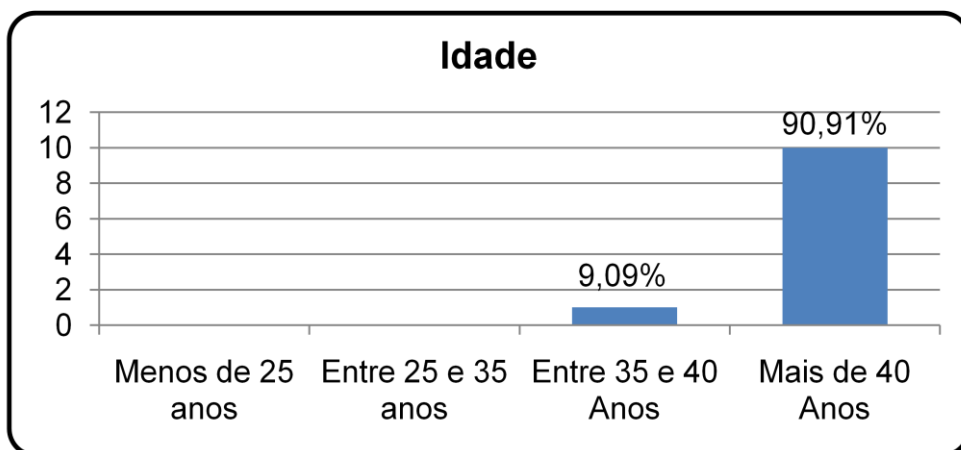 Idade
12
10
8
6
4
2
0
90,91%
9,09%
Menos de 25
anos
Entre 25 e 35
anos
Entre 35 e 40
Anos
Mais de 40
Anos